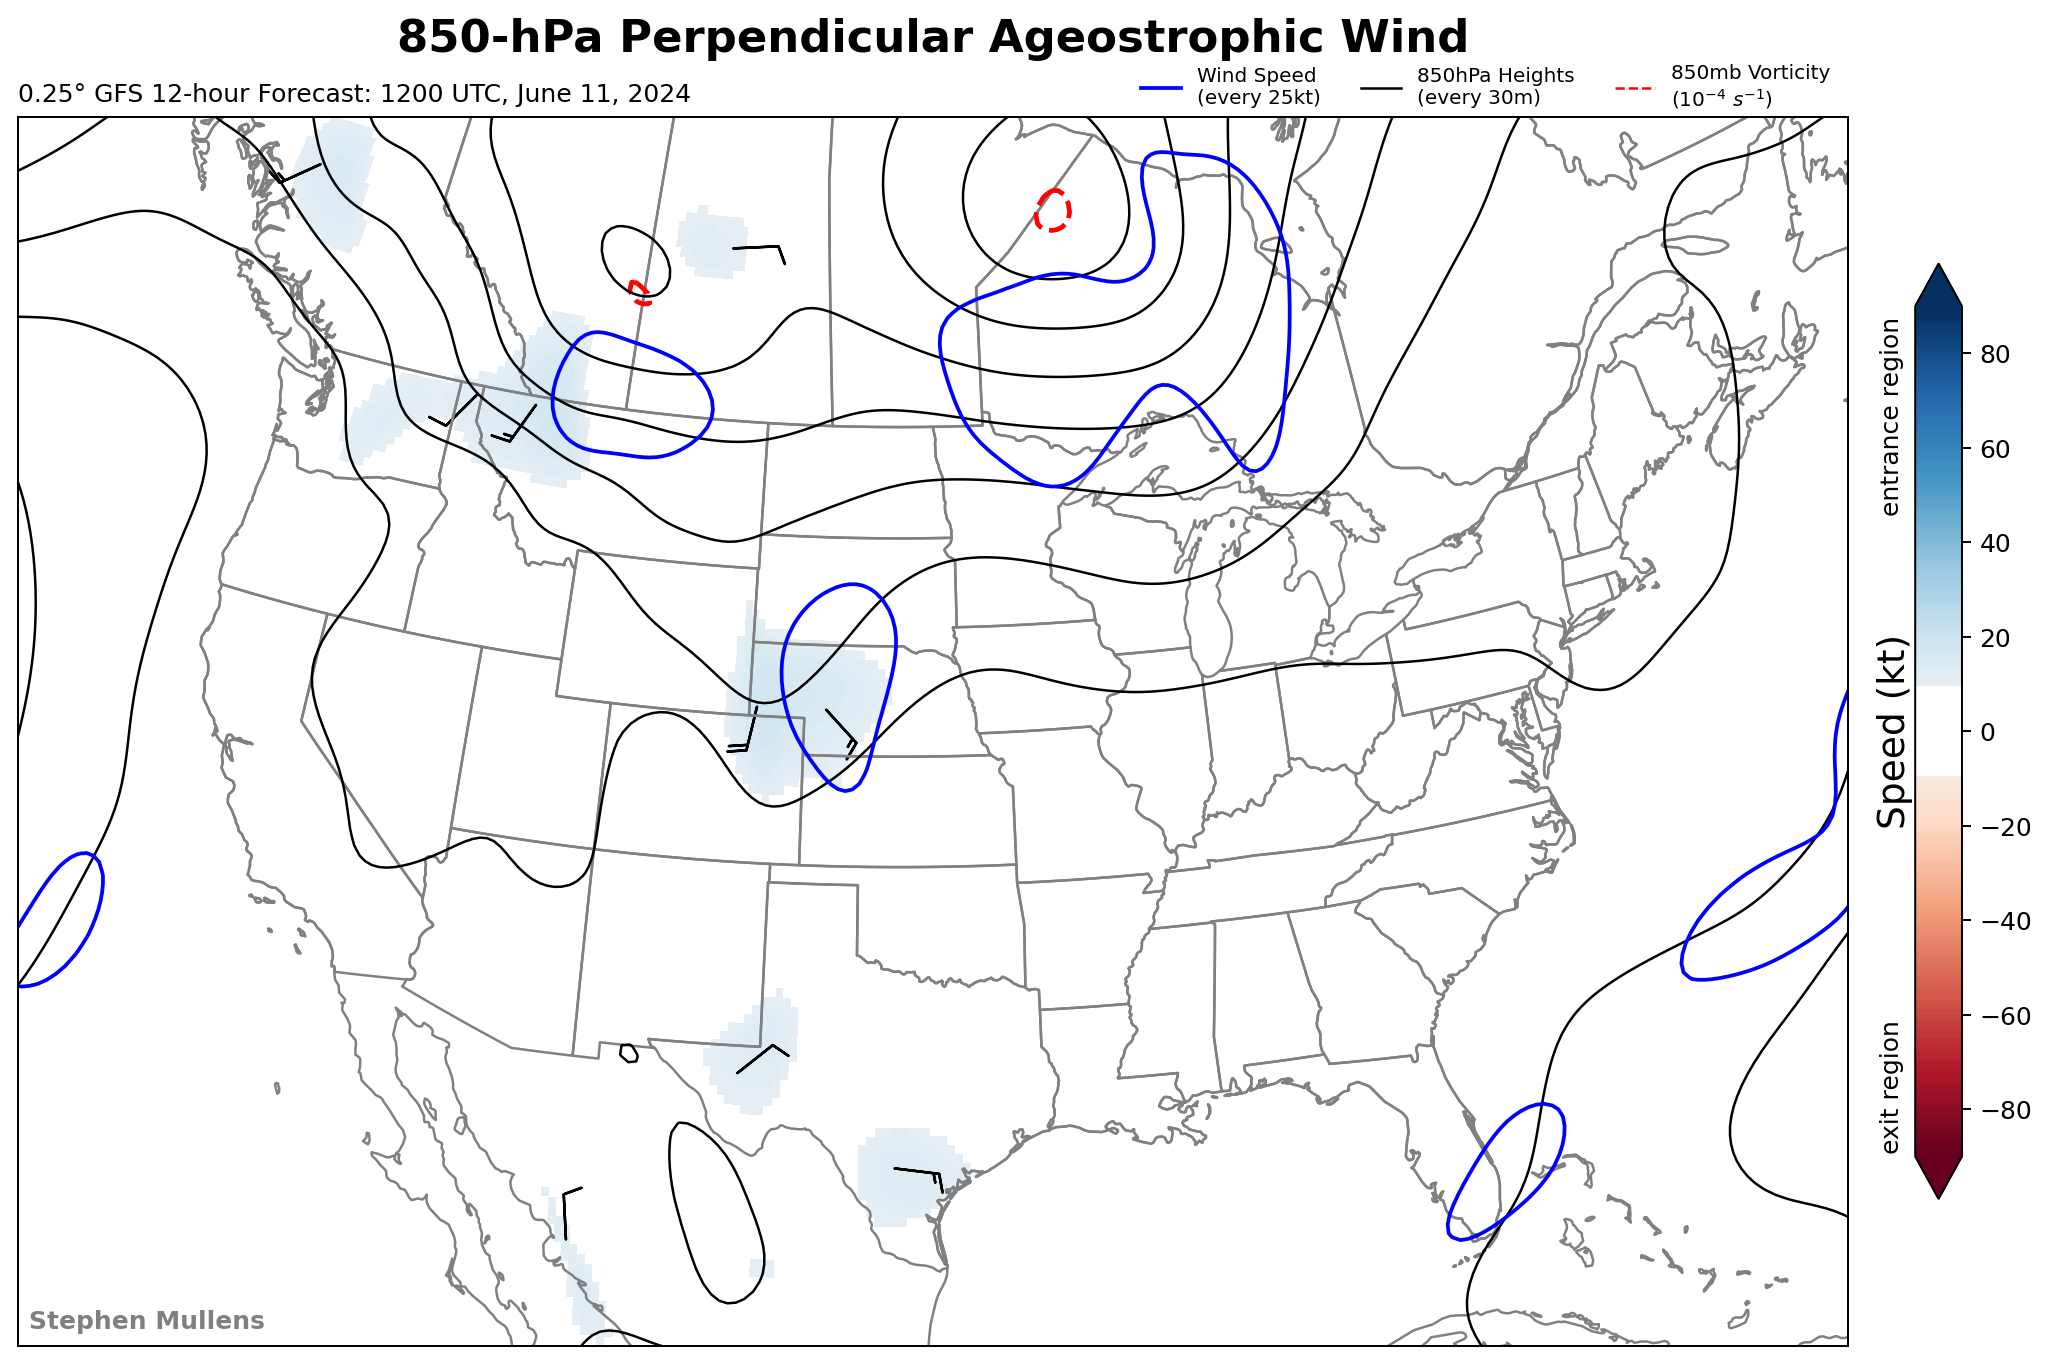 850-hPa Perpendicular Ageostrophic Wind
0.25° GFS 12-hour Forecast: 1200 UTC, June 11, 2024
Wind Speed
(every 25kt)
850hPa Heights
(every 30m)
850mb Vorticity
(10⁻⁴ s⁻¹)
entrance region
Speed (kt)
exit region
80
60
40
20
0
−20
−40
−60
−80
Stephen Mullens